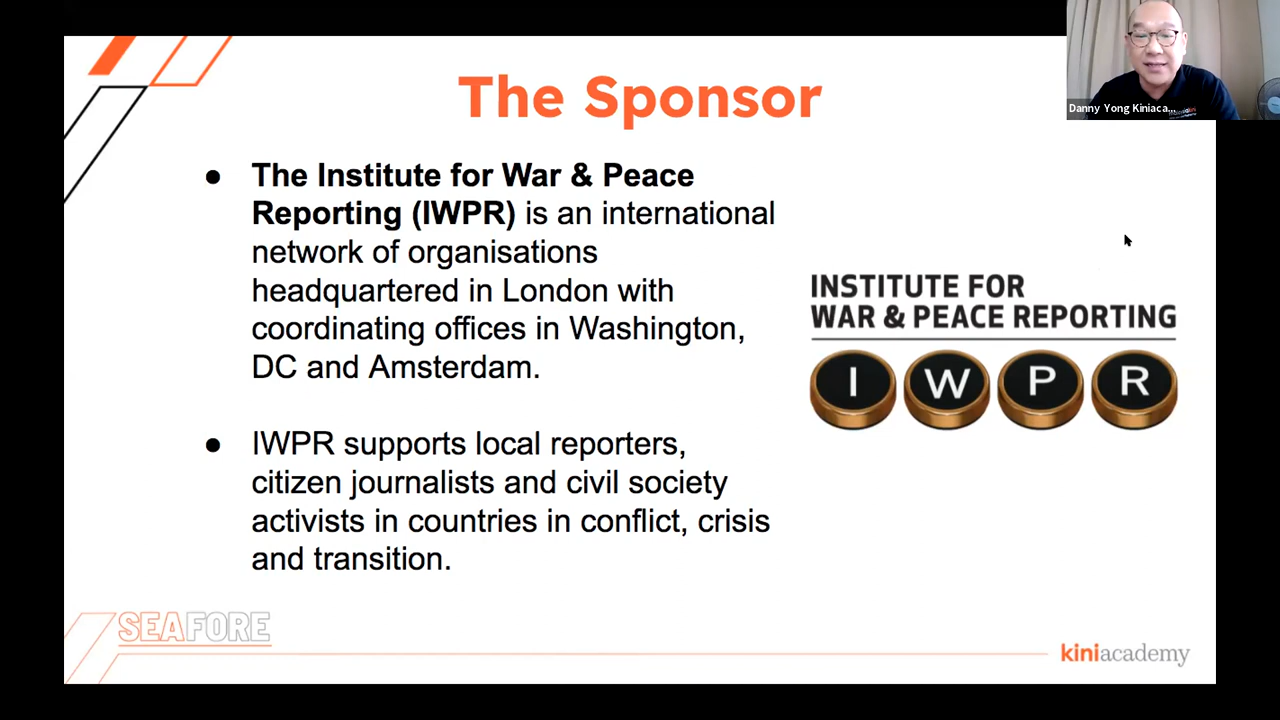 The Sponsor
Danny Yong Kiniaca...
● The Institute for War & Peace
Reporting (IWPR) is an international
network of organisations
headquartered in London with
coordinating offices in Washington,
DC and Amsterdam.
● IWPR supports local reporters,
citizen journalists and civil society
activists in countries in conflict, crisis
and transition.
INSTITUTE FOR
WAR & PEACE REPORTING
I W P R
SEAFORE
kiniacademy